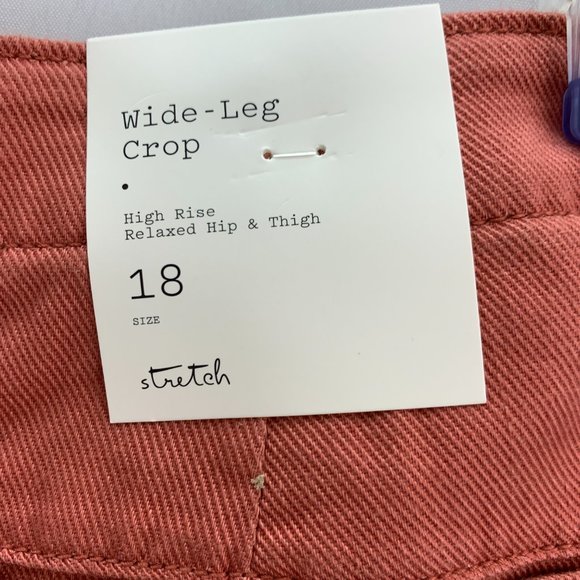 Wide-Leg
Crop
High Rise
Relaxed Hip & Thigh
18
SIZE
stretch